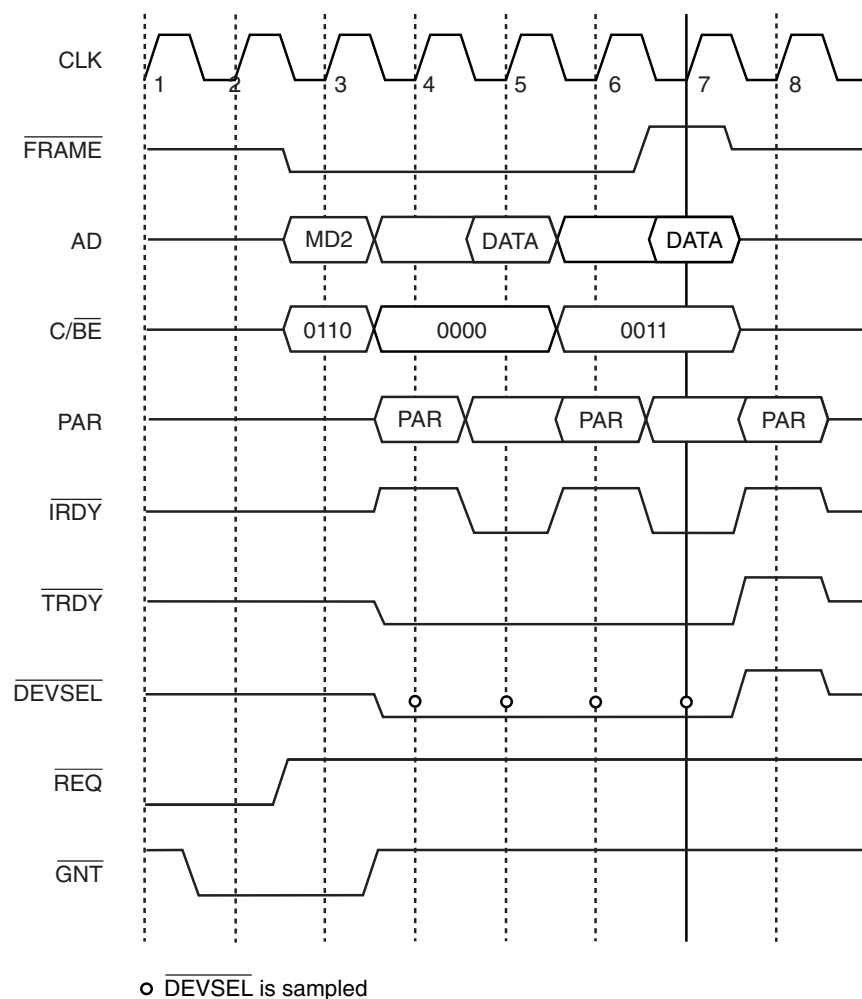 CLK
1 2 3 4 5 6 7 8
FRAME
AD MD2 DATA DATA
C/BE 0110 0000 0011
PAR PAR PAR PAR
IRDY
TRDY
DEVSEL
REQ
GNT
DEVSEL is sampled